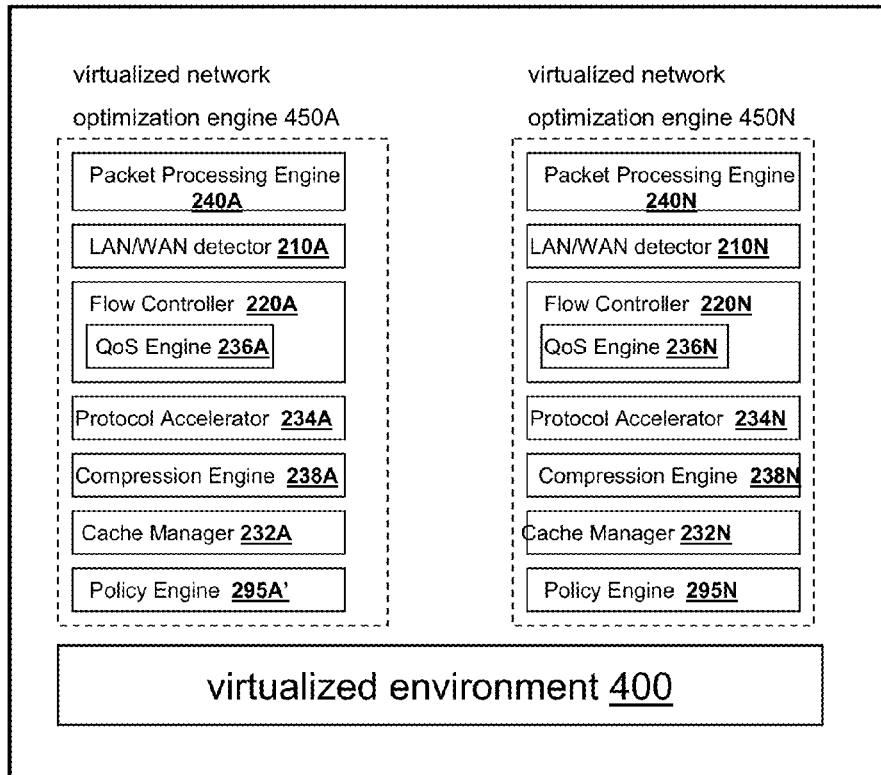 virtualized network
optimization engine 450A
Packet Processing Engine
240A
LAN/WAN detector 210A
Flow Controller 220A
QoS Engine 236A
Protocol Accelerator 234A
Compression Engine 238A
Cache Manager 232A
Policy Engine 295A'
virtualized network
optimization engine 450N
Packet Processing Engine
240N
LAN/WAN detector 210N
Flow Controller 220N
QoS Engine 236N
Protocol Accelerator 234N
Compression Engine 238N
Cache Manager 232N
Policy Engine 295N
virtualized environment 400